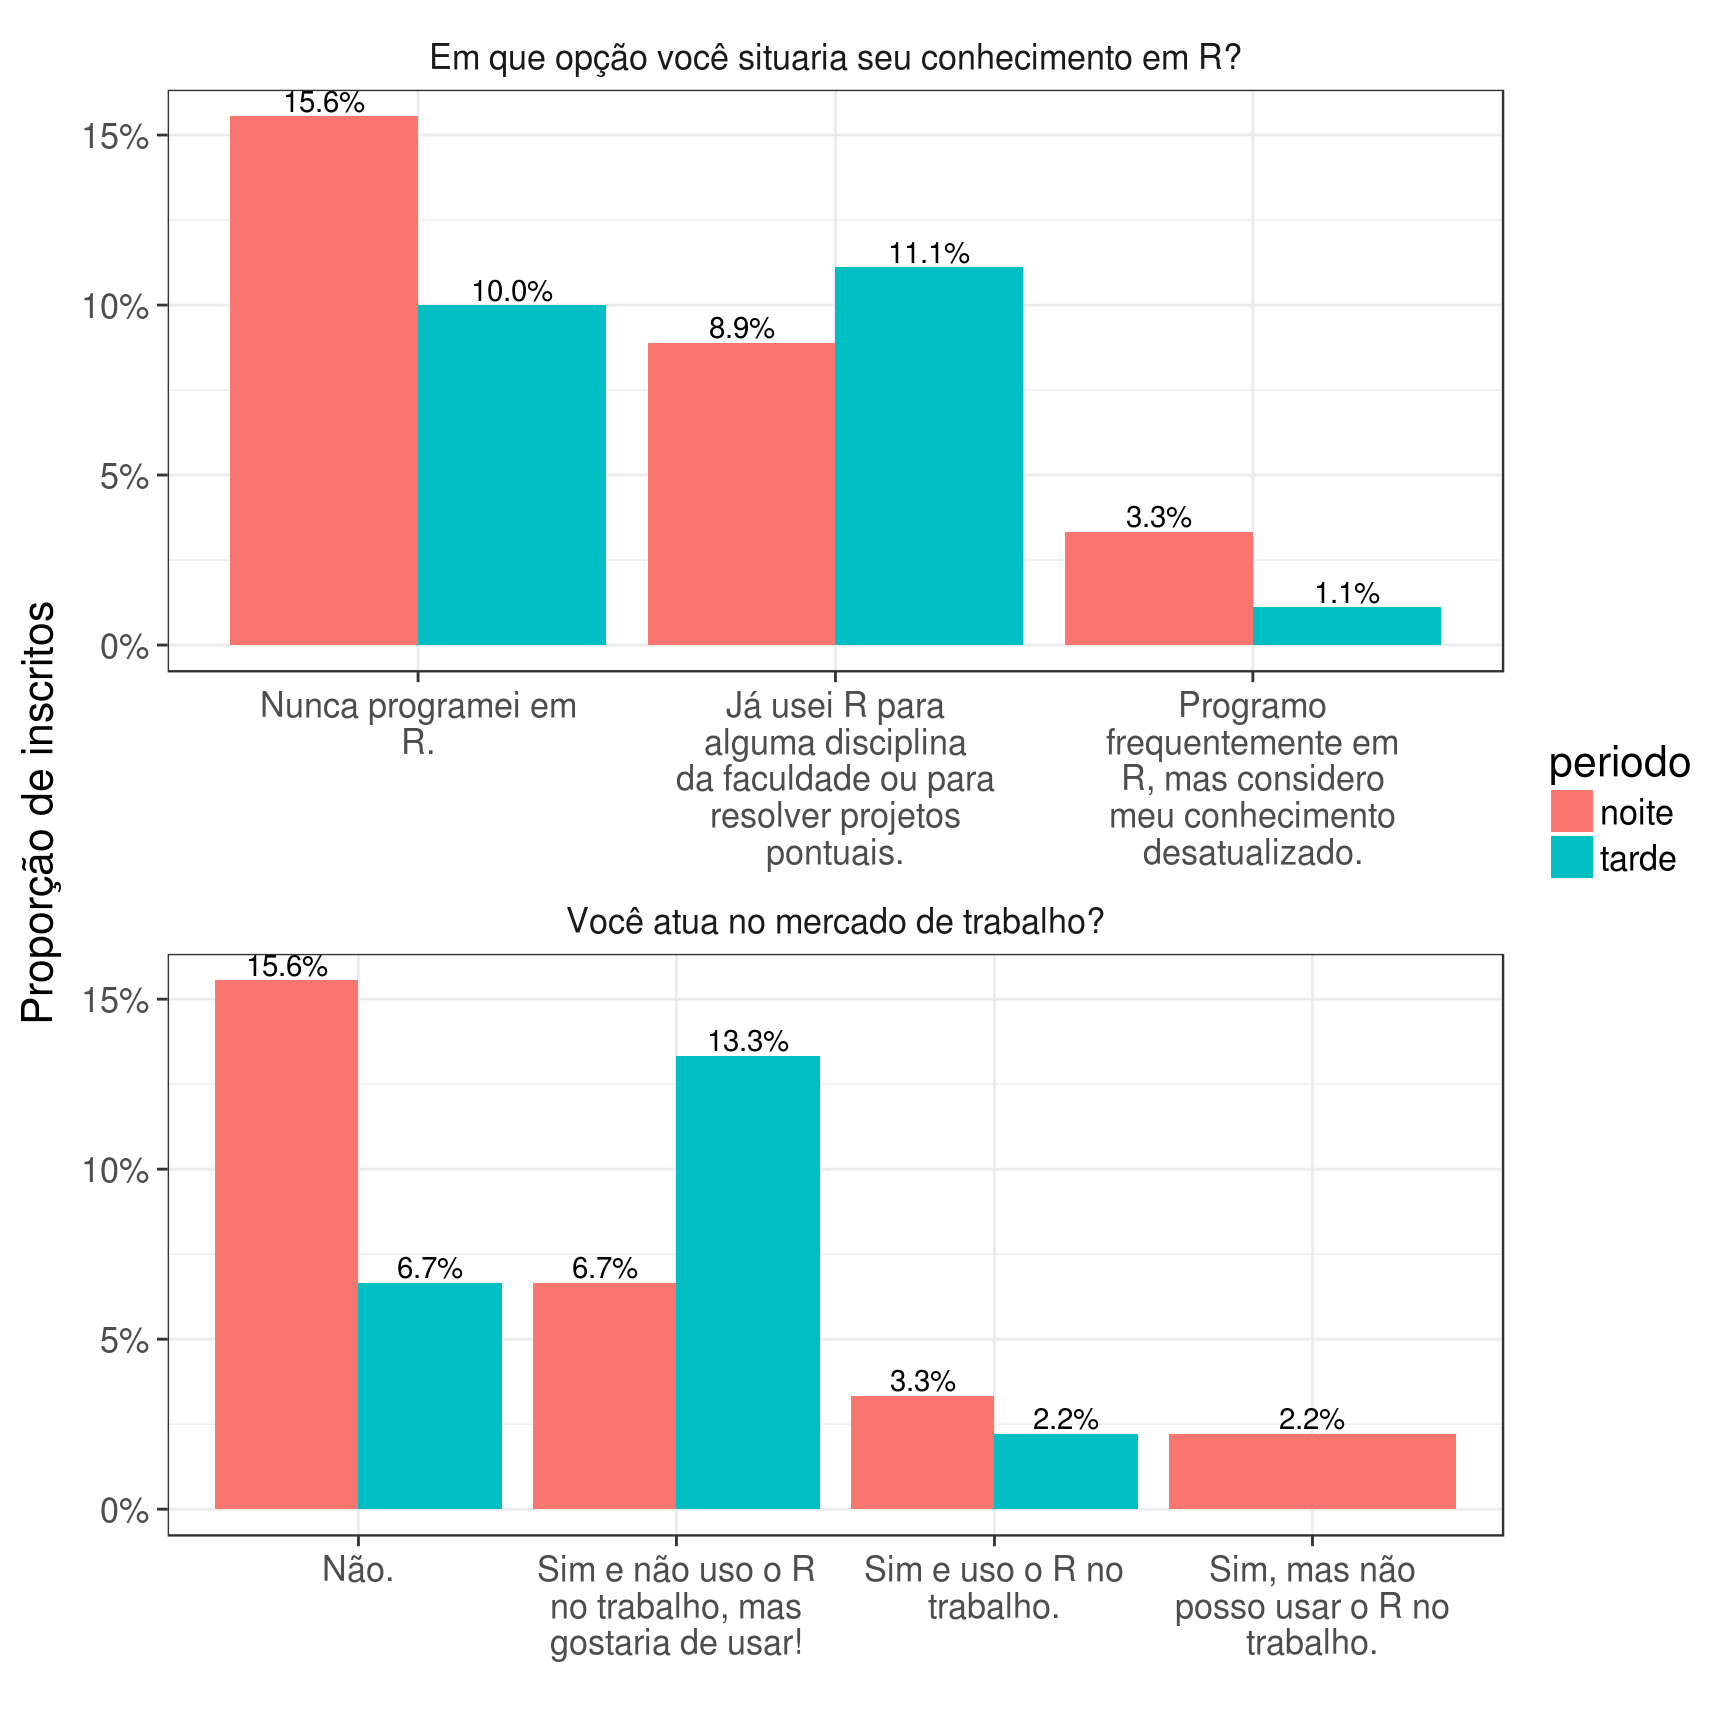 Em que opção você situaria seu conhecimento em R?
15.6%
10.0%
8.9%
11.1%
3.3%
1.1%
15%
10%
5%
0%
Nunca programei em
R.
Já usei R para
alguma disciplina
da faculdade ou para
resolver projetos
pontuais.
Programo
frequentemente em
R, mas considero
meu conhecimento
desatualizado.
Proporção de inscritos
periodo
noite
tarde
Você atua no mercado de trabalho?
15.6%
6.7%
6.7%
13.3%
3.3%
2.2%
2.2%
15%
10%
5%
0%
Não.
Sim e não uso o R
no trabalho, mas
gostaria de usar!
Sim e uso o R no
trabalho.
Sim, mas não
posso usar o R no
trabalho.